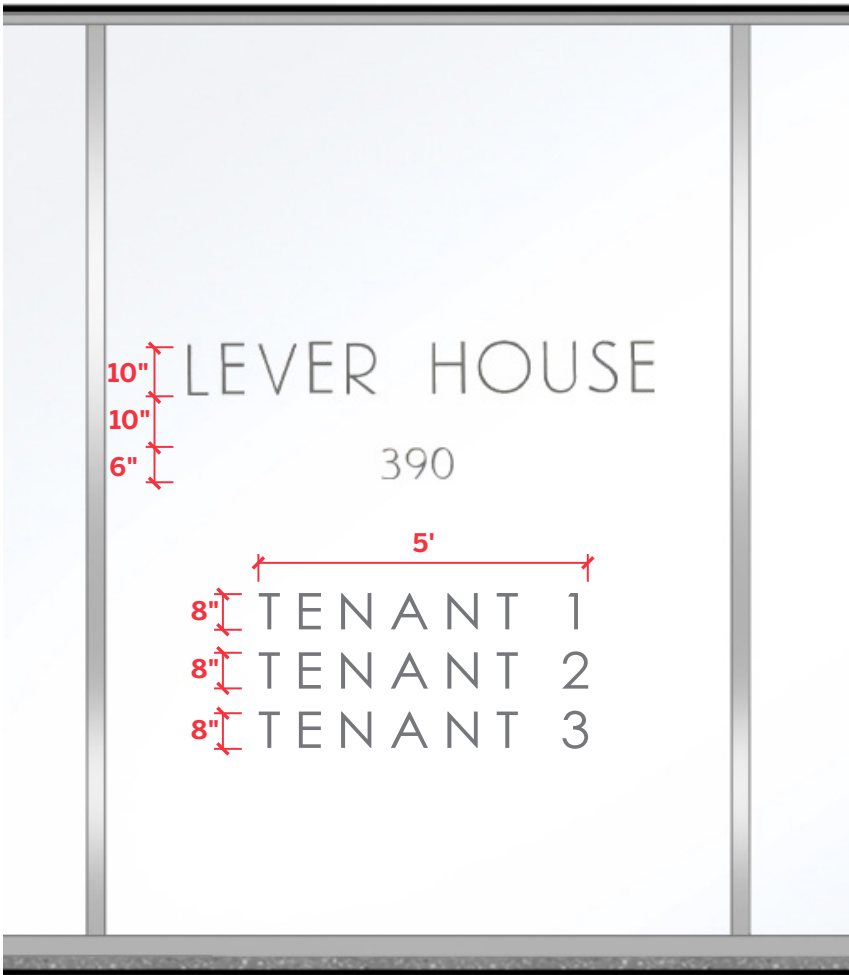 10" LEVER HOUSE
10"
6" 390
5'
8" TENANT 1
8" TENANT 2
8" TENANT 3